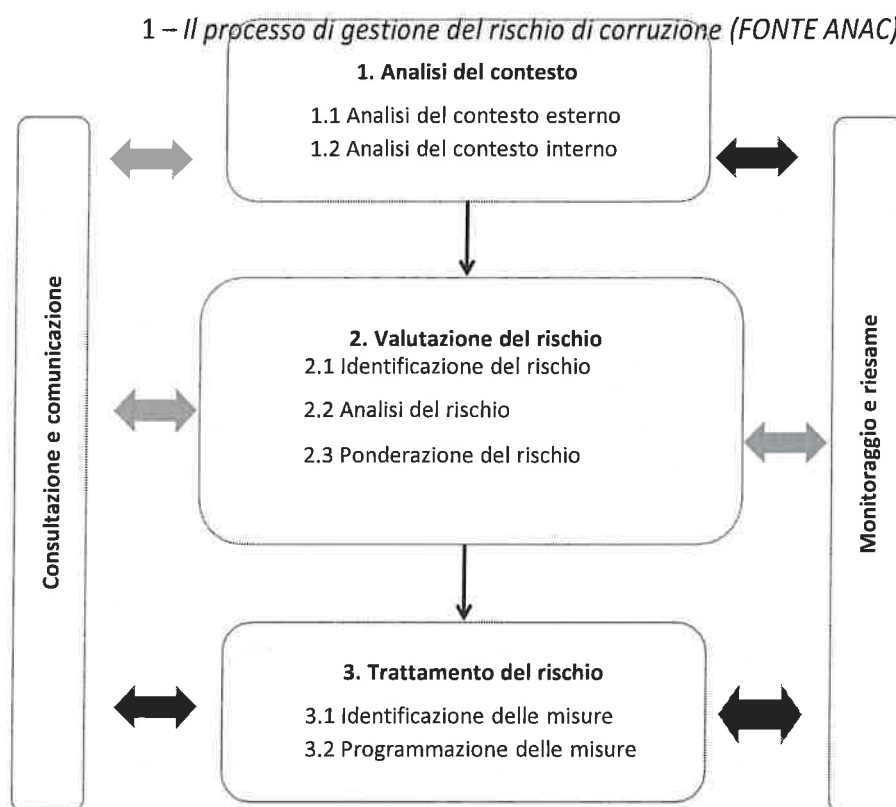 1 – Il processo di gestione del rischio di corruzione (FONTE ANAC)
1. Analisi del contesto
1.1 Analisi del contesto esterno
1.2 Analisi del contesto interno
Consultazione e comunicazione
2. Valutazione del rischio
2.1 Identificazione del rischio
2.2 Analisi del rischio
2.3 Ponderazione del rischio
Monitoraggio e riesame
3. Trattamento del rischio
3.1 Identificazione delle misure
3.2 Programmazione delle misure